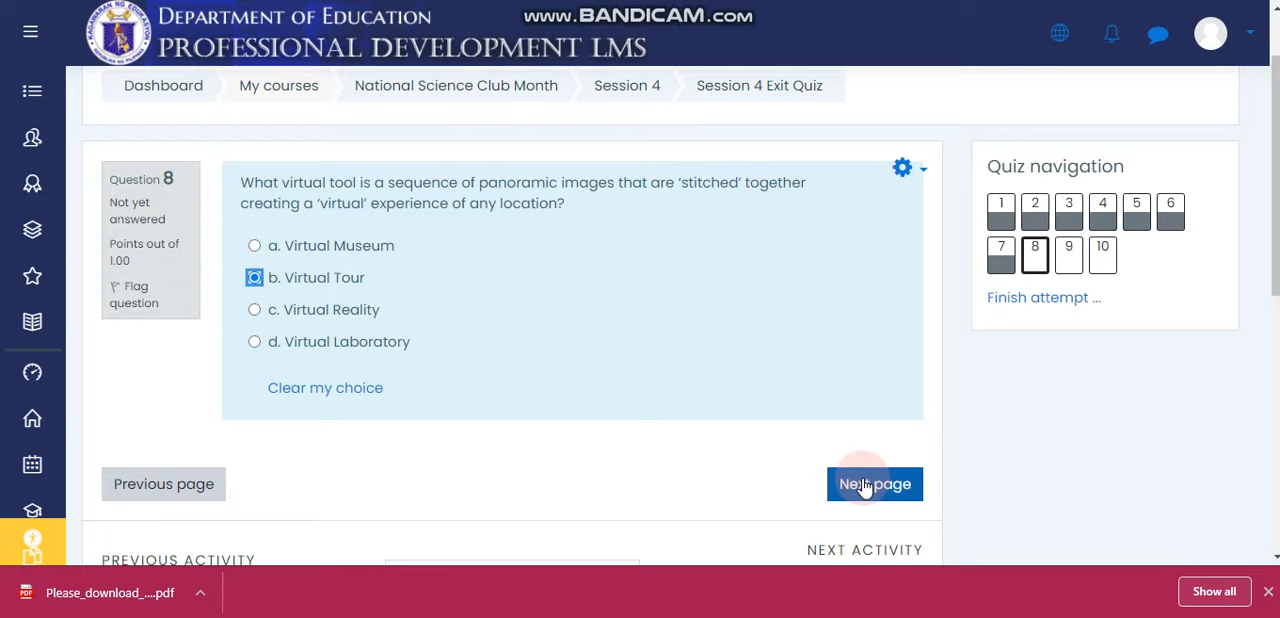 www.BANDICAM.com
DEPARTMENT OF EDUCATION
PROFESSIONAL DEVELOPMENT LMS
Dashboard
My courses
National Science Club Month
Session 4
Session 4 Exit Quiz
Question 8
Not yet
answered
Points out of
1.00
Flag
question
What virtual tool is a sequence of panoramic images that are ‘stitched’ together
creating a ‘virtual’ experience of any location?
a. Virtual Museum
b. Virtual Tour
c. Virtual Reality
d. Virtual Laboratory
Clear my choice
Previous page
Next page
PREVIOUS ACTIVITY
NEXT ACTIVITY
Quiz navigation
1 2 3 4 5 6
7 8 9 10
Finish attempt ...
PDF
Please_download_....pdf
Show all